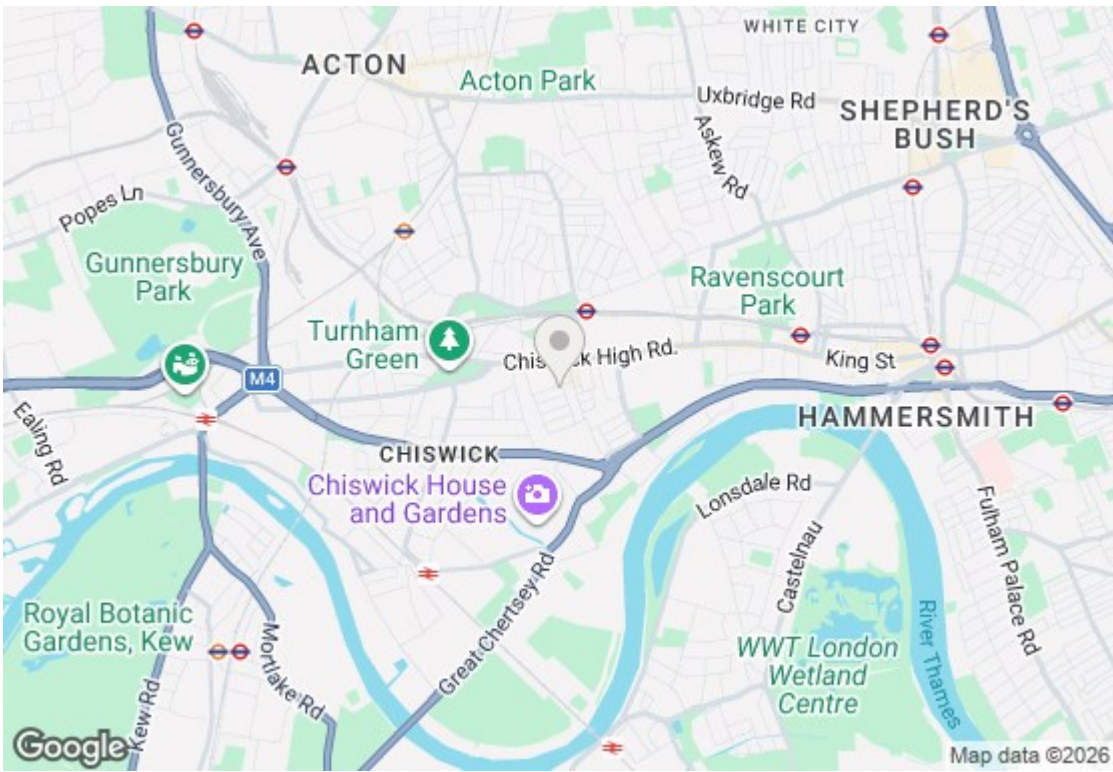 WHITE CITY
ACTON
Acton Park
Uxbridge Rd
SHEPHERD'S
BUSH
Askew Rd
Gunnersbury Ave
Popes Ln
Gunnersbury
Park
Ravenscourt
Park
Turnham
Green
Chiswick High Rd.
King St
M4
Ealing Rd
HAMMERSMITH
CHISWICK
Chiswick House
and Gardens
Lonsdale Rd
Fulham Palace Rd
Castelnau
Great Chertsey Rd
Royal Botanic
Gardens, Kew
Mortlake Rd
Kew Rd
River Thames
WWT London
Wetland
Centre
Google
Map data ©2026